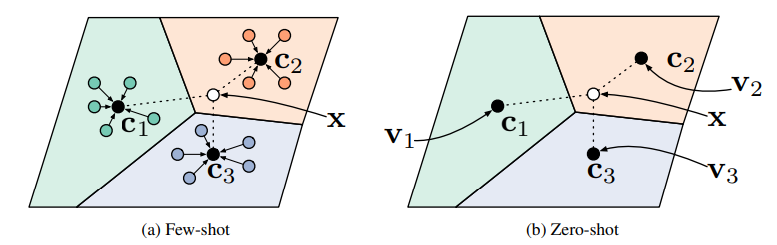 c₂
c₁
x
c₃
(a) Few-shot
c₂
v₂
c₁
x
v₁
c₃
v₃
(b) Zero-shot